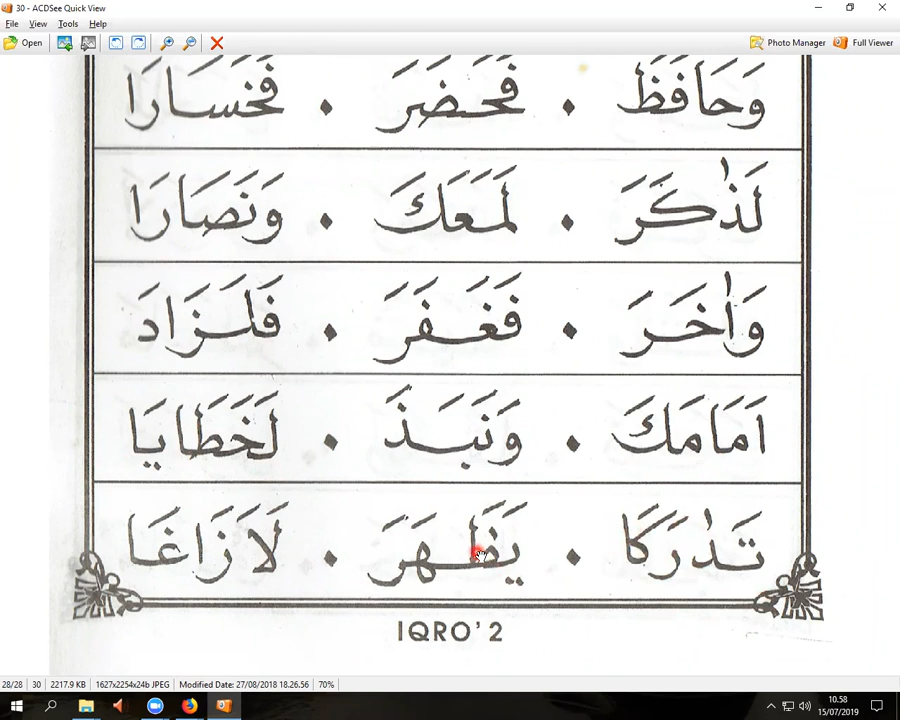 30 - ACDSee Quick View
File View Tools Help
Open Photo Manager Full Viewer
وَحَافَظَ • فَحَضَرَ • فَخَسَارَا
لَذٰكَرَ • لَمَعَكَ • وَنَصَارَا
وَاٰخَرَ • فَغَفَرَ • فَلَزَادَ
اَمَامَكَ • وَنَبَذَ • لَخَطَايَا
تَدٰرَكَا • يَظَهَرَ • لَازَاغَا
IQRO' 2
28/28 30 2217.9 KB 1627x2254x24b JPEG Modified Date: 27/08/2018 18.26.56 70%
10.58
15/07/2019